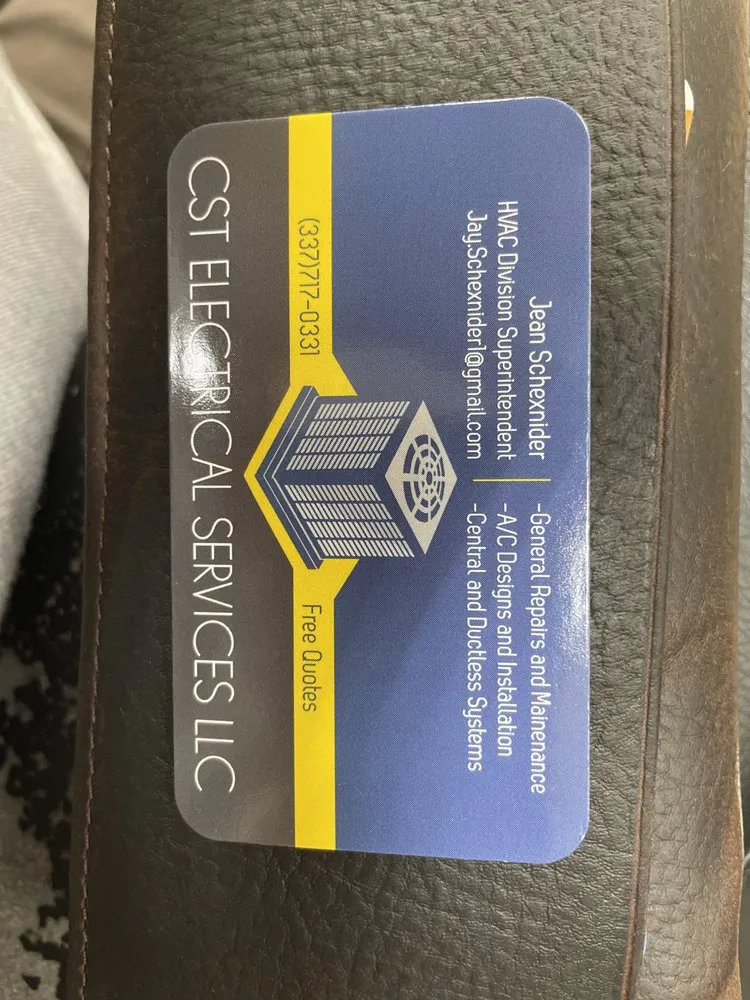 Jean Schexnider
HVAC Division Superintendent
Jay.Schexnider1@gmail.com
-General Repairs and Mainenance
-A/C Designs and Installation
-Central and Ductless Systems
(337)717-0331
Free Quotes
CST ELECTRICAL SERVICES LLC